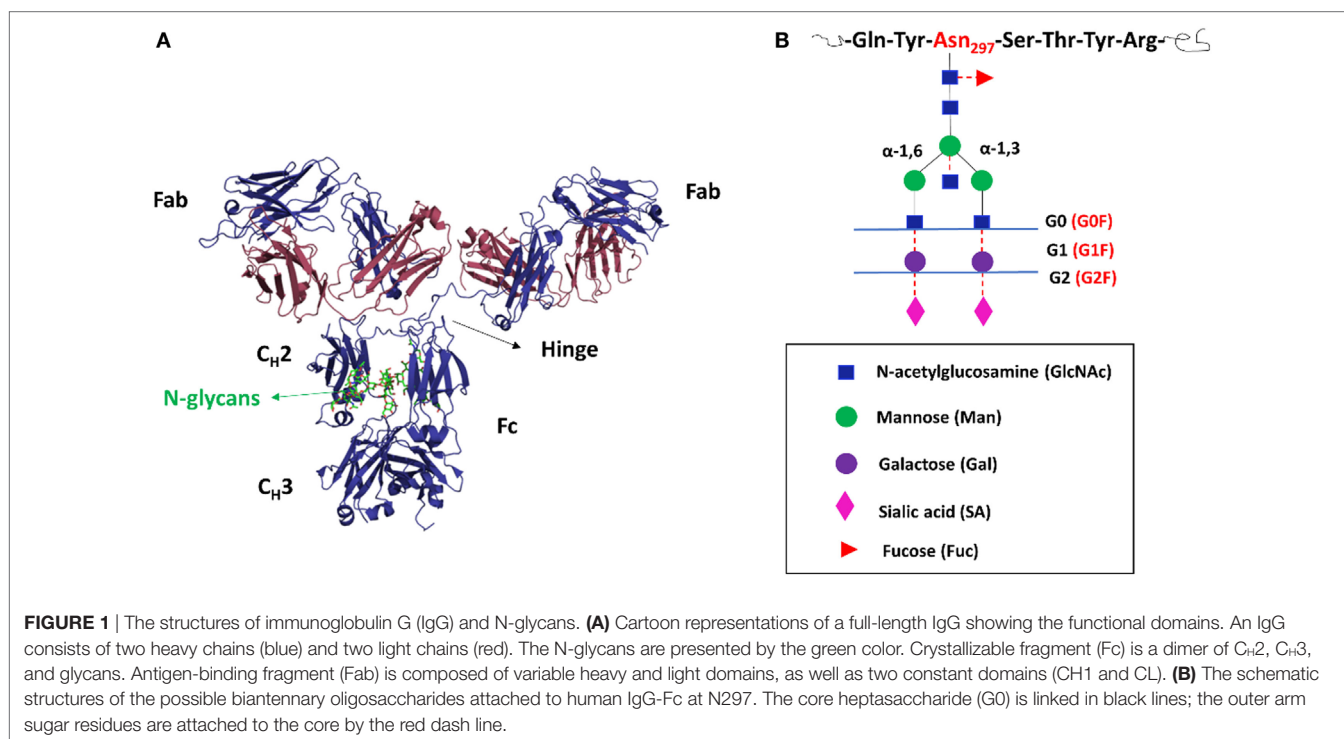 A
B
-Gln-Tyr-Asn297-Ser-Thr-Tyr-Arg-
α-1,6
α-1,3
Fab
Fab
G0 (G0F)
G1 (G1F)
G2 (G2F)
Hinge
CH2
N-glycans
Fc
CH3
N-acetylglucosamine (GlcNAc)
Mannose (Man)
Galactose (Gal)
Sialic acid (SA)
Fucose (Fuc)
FIGURE 1 | The structures of immunoglobulin G (IgG) and N-glycans. (A) Cartoon representations of a full-length IgG showing the functional domains. An IgG
consists of two heavy chains (blue) and two light chains (red). The N-glycans are presented by the green color. Crystallizable fragment (Fc) is a dimer of CH2, CH3,
and glycans. Antigen-binding fragment (Fab) is composed of variable heavy and light domains, as well as two constant domains (CH1 and CL). (B) The schematic
structures of the possible biantennary oligosaccharides attached to human IgG-Fc at N297. The core heptasaccharide (G0) is linked in black lines; the outer arm
sugar residues are attached to the core by the red dash line.